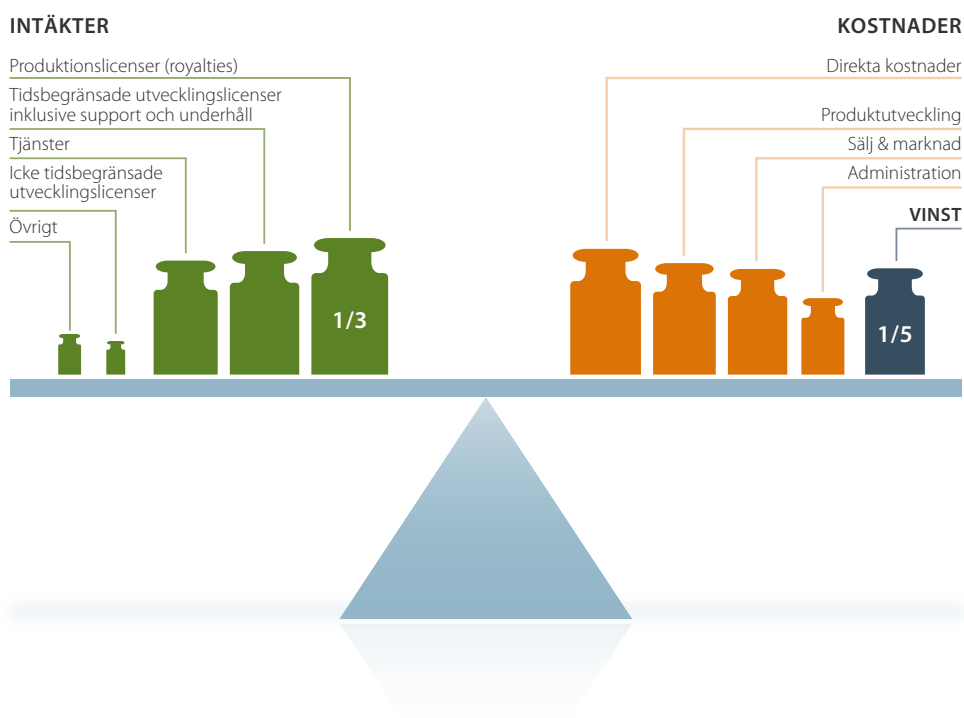 INTÄKTER
Produktionslicenser (royalties)
Tidsbegränsade utvecklingslicenser
inklusive support och underhåll
Tjänster
Icke tidsbegränsade
utvecklingslicenser
Övrigt
1/3
KOSTNADER
Direkta kostnader
Produktutveckling
Sälj & marknad
Administration
VINST
1/5